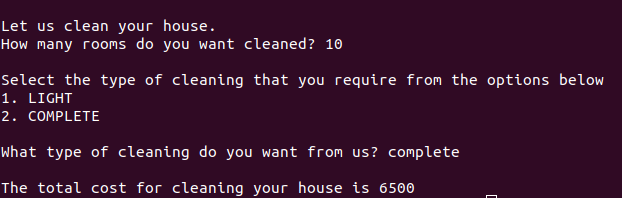 Let us clean your house.
How many rooms do you want cleaned? 10
Select the type of cleaning that you require from the options below
1. LIGHT
2. COMPLETE
What type of cleaning do you want from us? complete
The total cost for cleaning your house is 6500